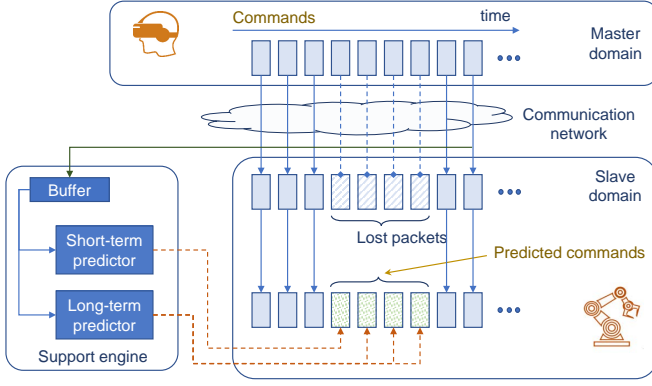 Commands
time
Master
domain
Communication
network
Buffer
Slave
domain
Short-term
predictor
Lost packets
Predicted commands
Long-term
predictor
Support engine